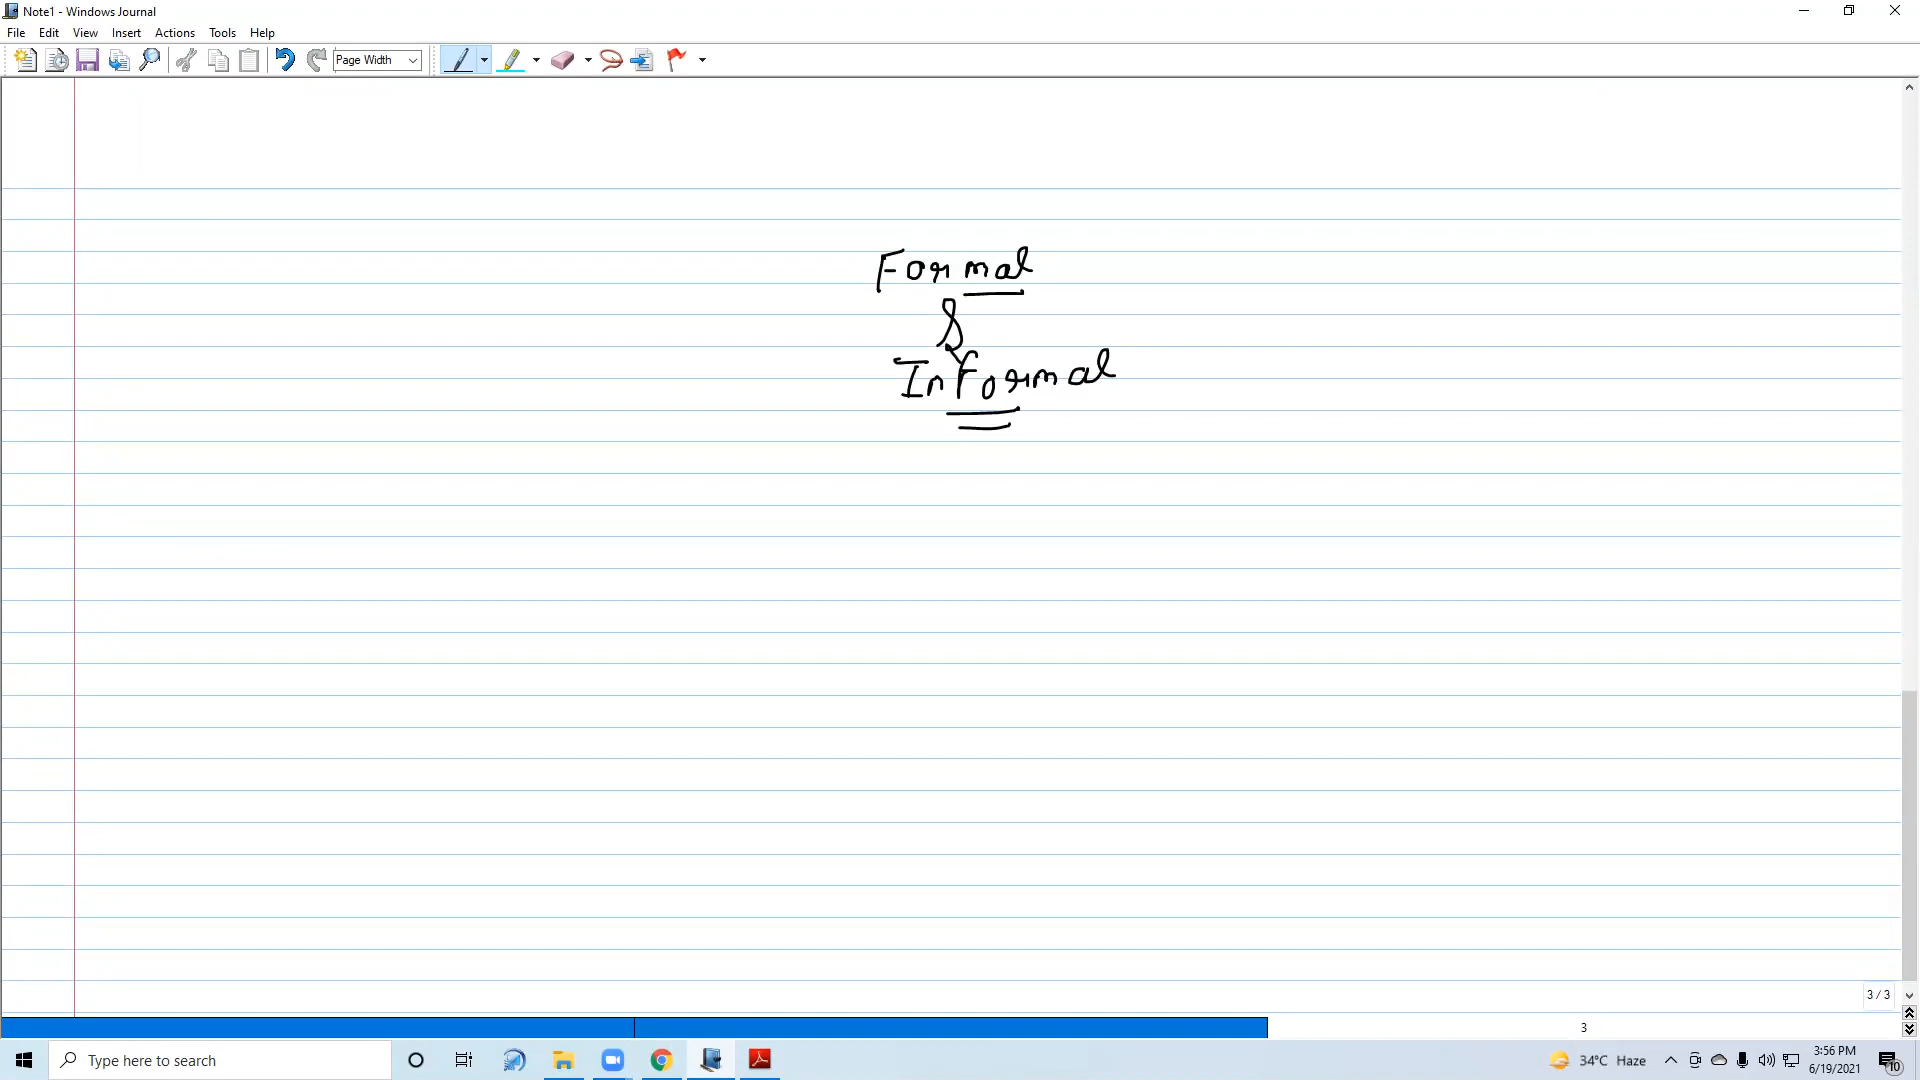 Note1 - Windows Journal
File Edit View Insert Actions Tools Help
Page Width
Formal
&
Informal
3 / 3
3
Type here to search
34°C Haze
3:56 PM
6/19/2021
10